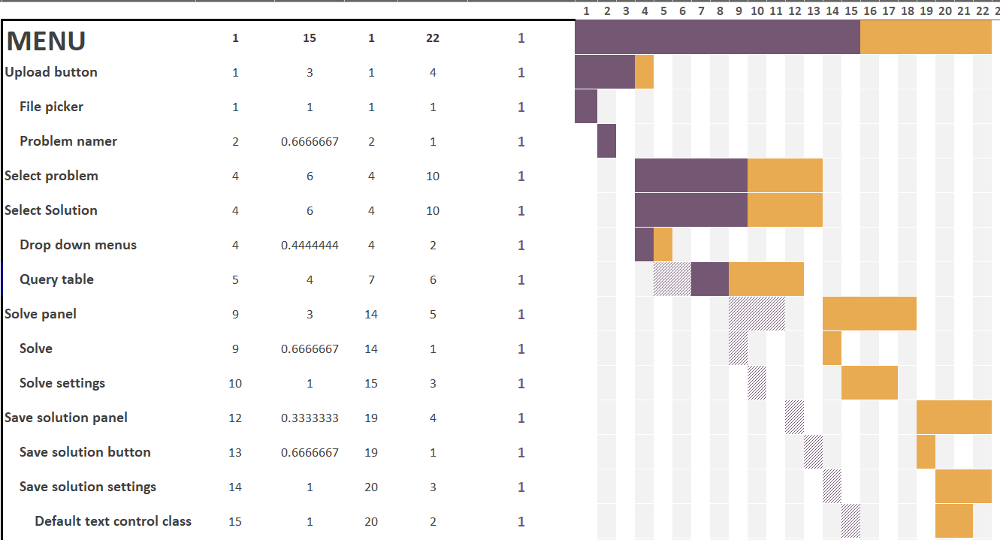 1 2 3 4 5 6 7 8 9 10 11 12 13 14 15 16 17 18 19 20 21 22
MENU 1 15 1 22 1
Upload button 1 3 1 4 1
File picker 1 1 1 1 1
Problem namer 2 0.6666667 2 1 1
Select problem 4 6 4 10 1
Select Solution 4 6 4 10 1
Drop down menus 4 0.4444444 4 2 1
Query table 5 4 7 6 1
Solve panel 9 3 14 5 1
Solve 9 0.6666667 14 1 1
Solve settings 10 1 15 3 1
Save solution panel 12 0.3333333 19 4 1
Save solution button 13 0.6666667 19 1 1
Save solution settings 14 1 20 3 1
Default text control class 15 1 20 2 1